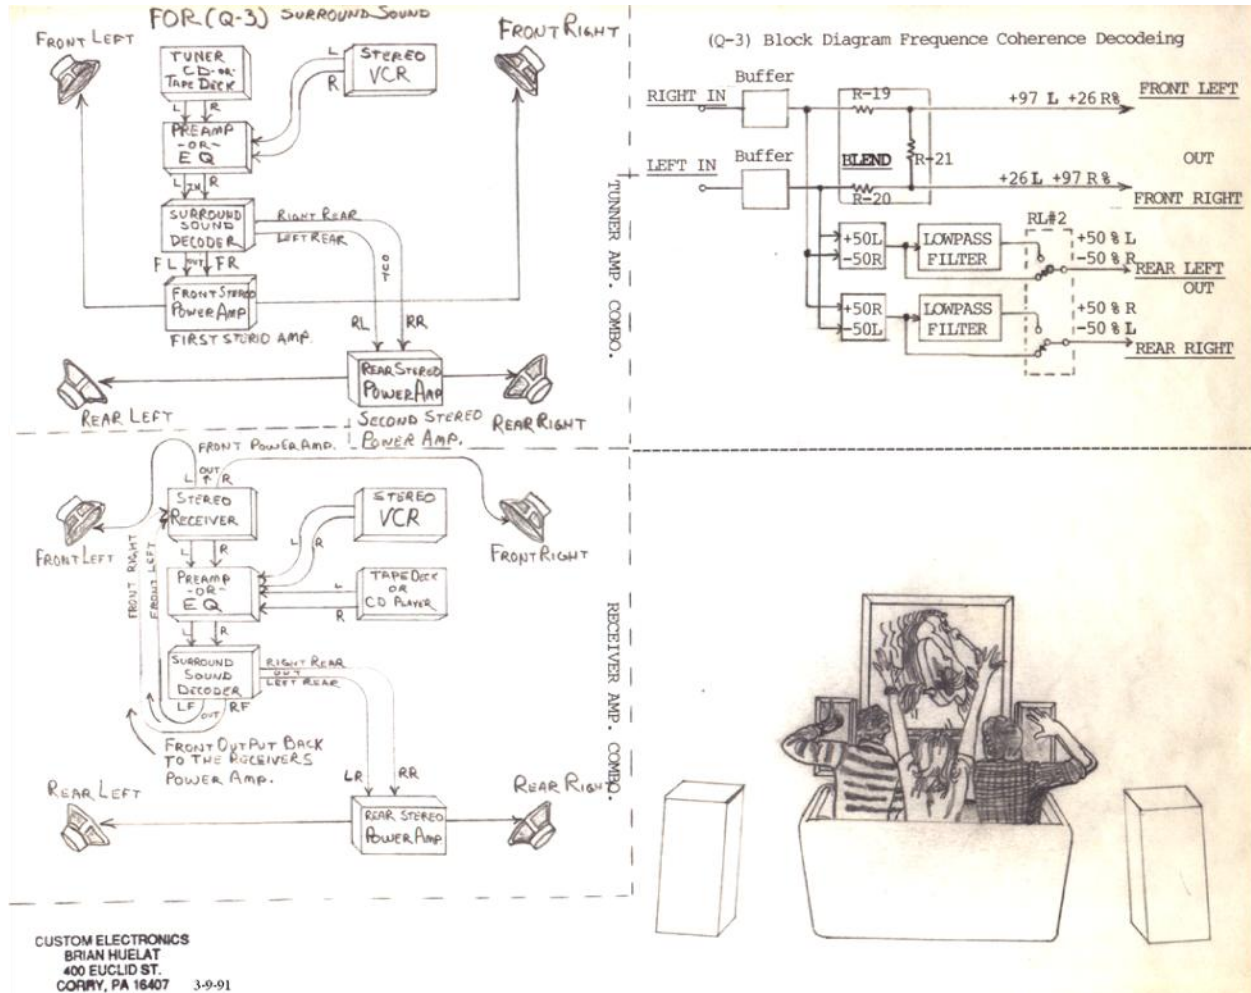 FOR (Q-3) SURROUND SOUND
FRONT LEFT
FRONT RIGHT
TUNER
CD-OR-
TAPE DECK
STEREO
VCR
L
R
L R
PREAMP
-OR-
EQ
L IN R
SURROUND
SOUND
DECODER
RIGHT REAR
LEFT REAR
OUT
FL OUT FR
FRONT STEREO
POWER AMP
FIRST STERIO AMP.
RL RR
REAR STEREO
POWER AMP
REAR LEFT
REAR RIGHT
SECOND STEREO
POWER AMP.
TUNNER AMP. COMBO.
FRONT POWER AMP.
L OUT R
STEREO
RECEIVER
STEREO
VCR
FRONT LEFT
FRONT RIGHT
FRONT RIGHT
FRONT LEFT
L R
L R
PREAMP
-OR-
EQ
TAPE DECK
OR
CD PLAYER
L
R
L R
SURROUND
SOUND
DECODER
RIGHT REAR
OUT
LEFT REAR
LF OUT RF
FRONT OUTPUT BACK
TO THE RECEIVERS
POWER AMP.
LR RR
REAR LEFT
REAR RIGHT
REAR STEREO
POWER AMP
RECEIVER AMP. COMBO.
CUSTOM ELECTRONICS
BRIAN HUELAT
400 EUCLID ST.
CORRY, PA 16407 3-9-91
(Q-3) Block Diagram Frequence Coherence Decodeing
Buffer
RIGHT IN
R-19
+97 L +26 R%
FRONT LEFT
Buffer
LEFT IN
BLEND
R-21
OUT
R-20
+26 L +97 R%
FRONT RIGHT
RL#2
+50L
-50R
LOWPASS
FILTER
+50% L
-50% R
REAR LEFT
OUT
+50R
-50L
LOWPASS
FILTER
+50% R
-50% L
REAR RIGHT